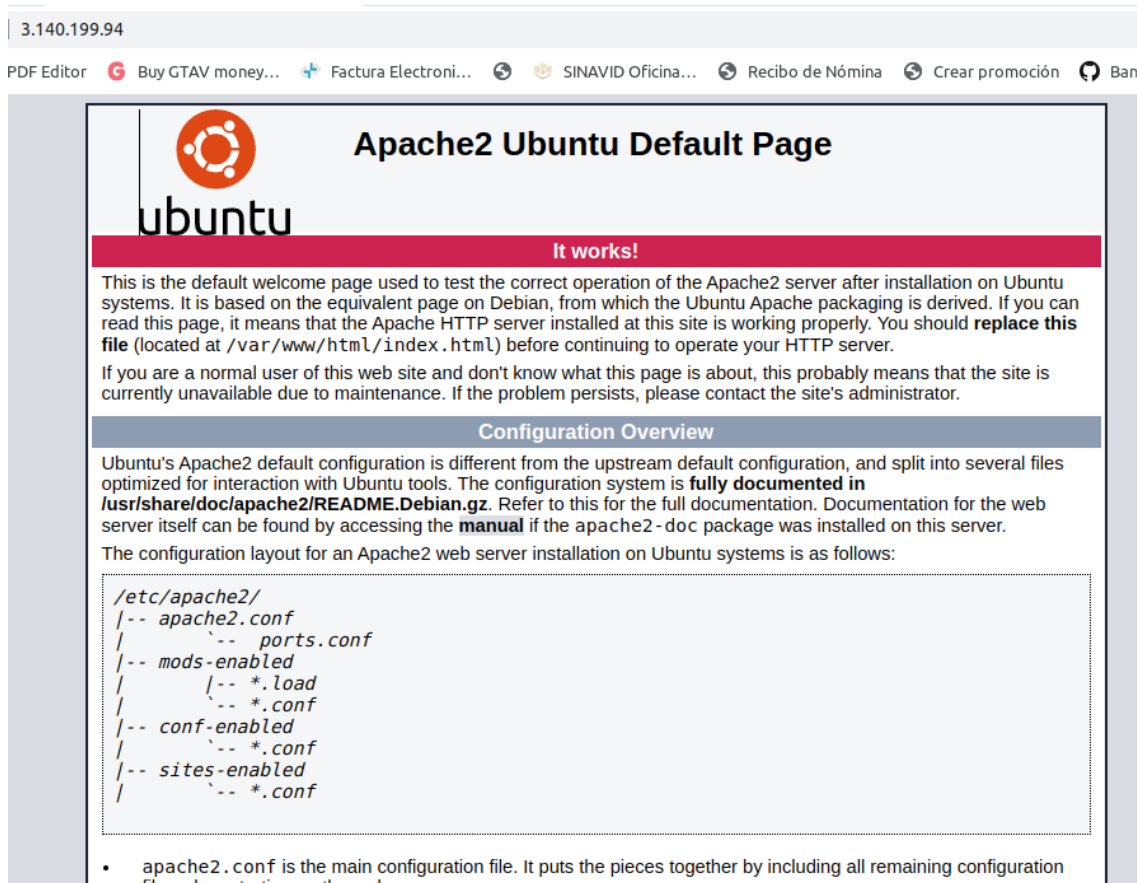 3.140.199.94
PDF Editor Buy GTAV money... Factura Electroni... SINAVID Oficina... Recibo de Nómina Crear promoción Ban
ubuntu
Apache2 Ubuntu Default Page
It works!
This is the default welcome page used to test the correct operation of the Apache2 server after installation on Ubuntu
systems. It is based on the equivalent page on Debian, from which the Ubuntu Apache packaging is derived. If you can
read this page, it means that the Apache HTTP server installed at this site is working properly. You should replace this
file (located at /var/www/html/index.html) before continuing to operate your HTTP server.
If you are a normal user of this web site and don't know what this page is about, this probably means that the site is
currently unavailable due to maintenance. If the problem persists, please contact the site's administrator.
Configuration Overview
Ubuntu's Apache2 default configuration is different from the upstream default configuration, and split into several files
optimized for interaction with Ubuntu tools. The configuration system is fully documented in
/usr/share/doc/apache2/README.Debian.gz. Refer to this for the full documentation. Documentation for the web
server itself can be found by accessing the manual if the apache2-doc package was installed on this server.
The configuration layout for an Apache2 web server installation on Ubuntu systems is as follows:
/etc/apache2/
|-- apache2.conf
|       `--  ports.conf
|-- mods-enabled
|       |-- *.load
|       `-- *.conf
|-- conf-enabled
|       `-- *.conf
|-- sites-enabled
|       `-- *.conf
• apache2.conf is the main configuration file. It puts the pieces together by including all remaining configuration